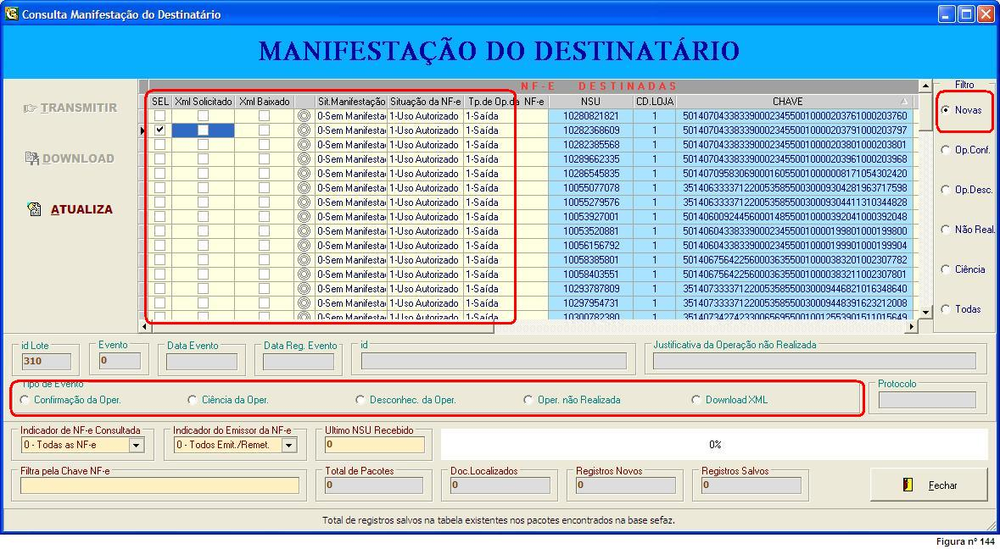 Consulta Manifestação do Destinatário
MANIFESTAÇÃO DO DESTINATÁRIO
TRANSMITIR
DOWNLOAD
ATUALIZA
NF-E DESTINADAS
SEL Xml Solicitado Xml Baixado Sit.Manifestação Situação da NF-e Tp.de Op.da NF-e NSU CD.LOJA CHAVE
0-Sem Manifesta 1-Uso Autorizado 1-Saída 10280821821 1 50140704338339000234550010000203761000203760
0-Sem Manifesta 1-Uso Autorizado 1-Saída 10282368609 1 50140704338339000234550010000203791000203797
0-Sem Manifesta 1-Uso Autorizado 1-Saída 10282385568 1 50140704338339000234550010000203801000203801
0-Sem Manifesta 1-Uso Autorizado 1-Saída 10289662335 1 50140704338339000234550010000203961000203968
0-Sem Manifesta 1-Uso Autorizado 1-Saída 10286545835 1 50140709583069000160550010000008171054302420
0-Sem Manifesta 1-Uso Autorizado 1-Saída 10055077078 1 35140633337122005358550030009304281963717598
0-Sem Manifesta 1-Uso Autorizado 1-Saída 10055279576 1 35140633337122005358550030009304411310344828
0-Sem Manifesta 1-Uso Autorizado 1-Saída 10053927001 1 50140600924456000148550010000392041000392048
0-Sem Manifesta 1-Uso Autorizado 1-Saída 10053520881 1 50140604338339000234550010000199801000199800
0-Sem Manifesta 1-Uso Autorizado 1-Saída 10056156792 1 50140604338339000234550010000199901000199904
0-Sem Manifesta 1-Uso Autorizado 1-Saída 10058385801 1 50140675642256000363550010000383201002307782
0-Sem Manifesta 1-Uso Autorizado 1-Saída 10058403551 1 50140675642256000363550010000383211002307801
0-Sem Manifesta 1-Uso Autorizado 1-Saída 10293787809 1 35140733337122005358550030009446821016348640
0-Sem Manifesta 1-Uso Autorizado 1-Saída 10297954731 1 35140733337122005358550030009448391623212008
0-Sem Manifesta 1-Uso Autorizado 1-Saída 10300782380 1 35140734274233006569550010012553901511015649
Filtro
Novas
Op.Conf.
Op.Desc.
Não Real.
Ciência
Todas
id Lote Evento Data Evento Data Reg. Evento id Justificativa da Operação não Realizada
310 0
Tipo de Evento Protocolo
Confirmação da Oper. Ciência da Oper. Desconhec. da Oper. Oper. não Realizada Download XML
Indicador de NF-e Consultada Indicador do Emissor da NF-e Ultimo NSU Recebido
0 - Todas as NF-e 0 - Todos Emit./Remet. 0 0%
Filtra pela Chave NF-e Total de Pacotes Doc.Localizados Registros Novos Registros Salvos
0 0 0 0 Fechar
Total de registros salvos na tabela existentes nos pacotes encontrados na base sefaz.
Figura nº 144